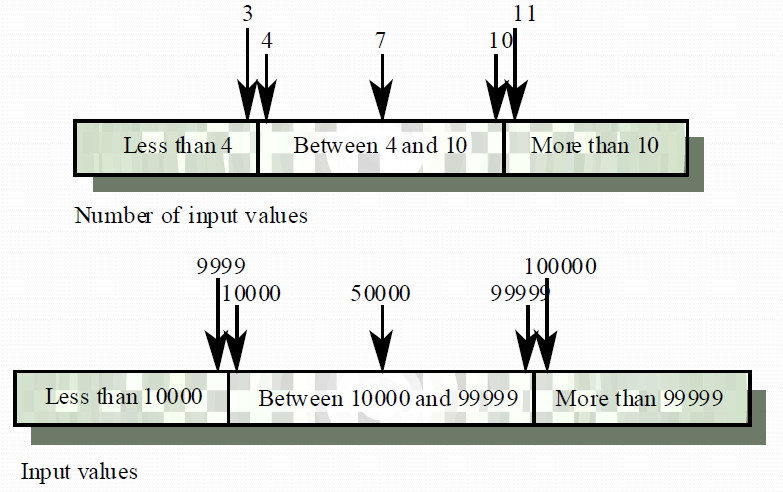 3
11
4
7
10
Less than 4
Between 4 and 10
More than 10
Number of input values
9999
100000
10000
50000
99999
Less than 10000
Between 10000 and 99999
More than 99999
Input values